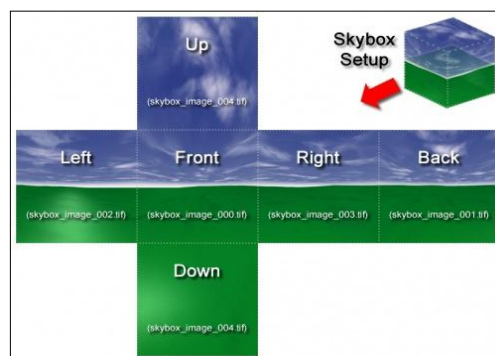 Up
(skybox_image_004.tif)
Skybox
Setup
Left
Front
Right
Back
(skybox_image_002.tif)
(skybox_image_000.tif)
(skybox_image_003.tif)
(skybox_image_001.tif)
Down
(skybox_image_004.tif)